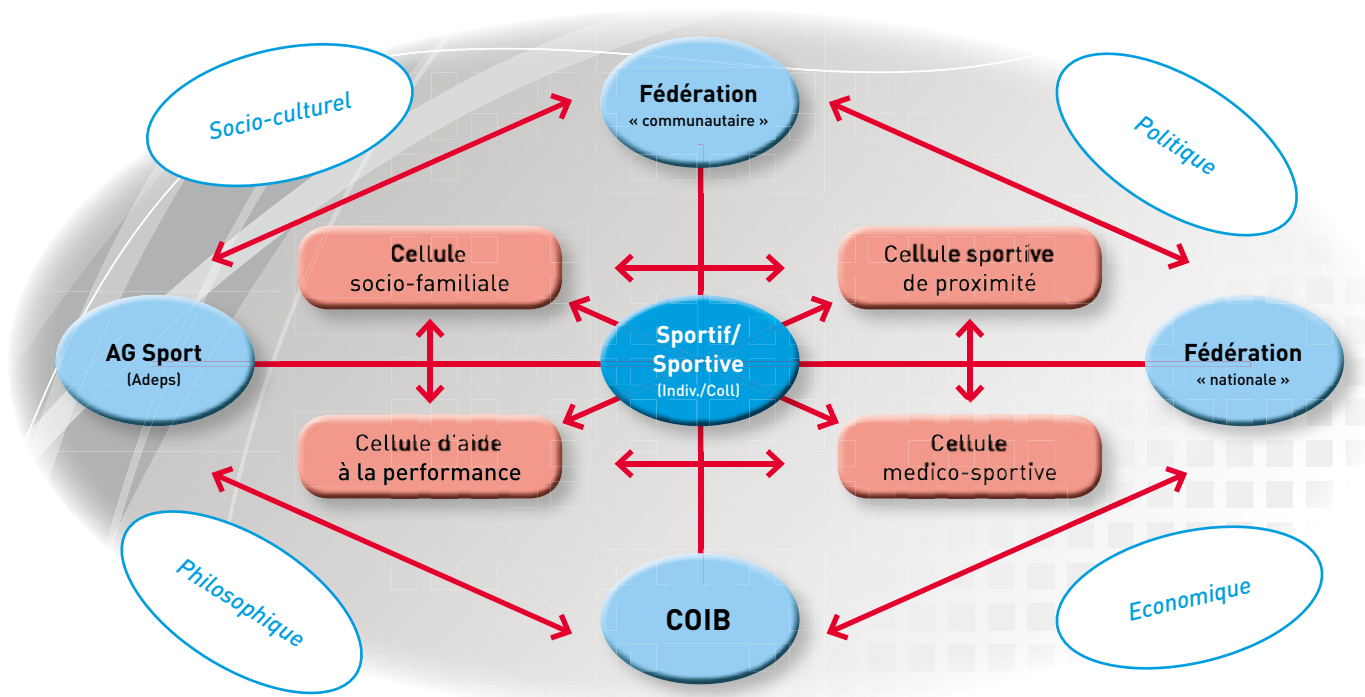 Socio-culturel
Fédération
« communautaire »
Politique
Cellule
socio-familiale
Cellule sportive
de proximité
AG Sport
(Adeps)
Sportif/
Sportive
(Indiv./Coll)
Fédération
« nationale »
Cellule d'aide
à la performance
Cellule
medico-sportive
Philosophique
COIB
Economique